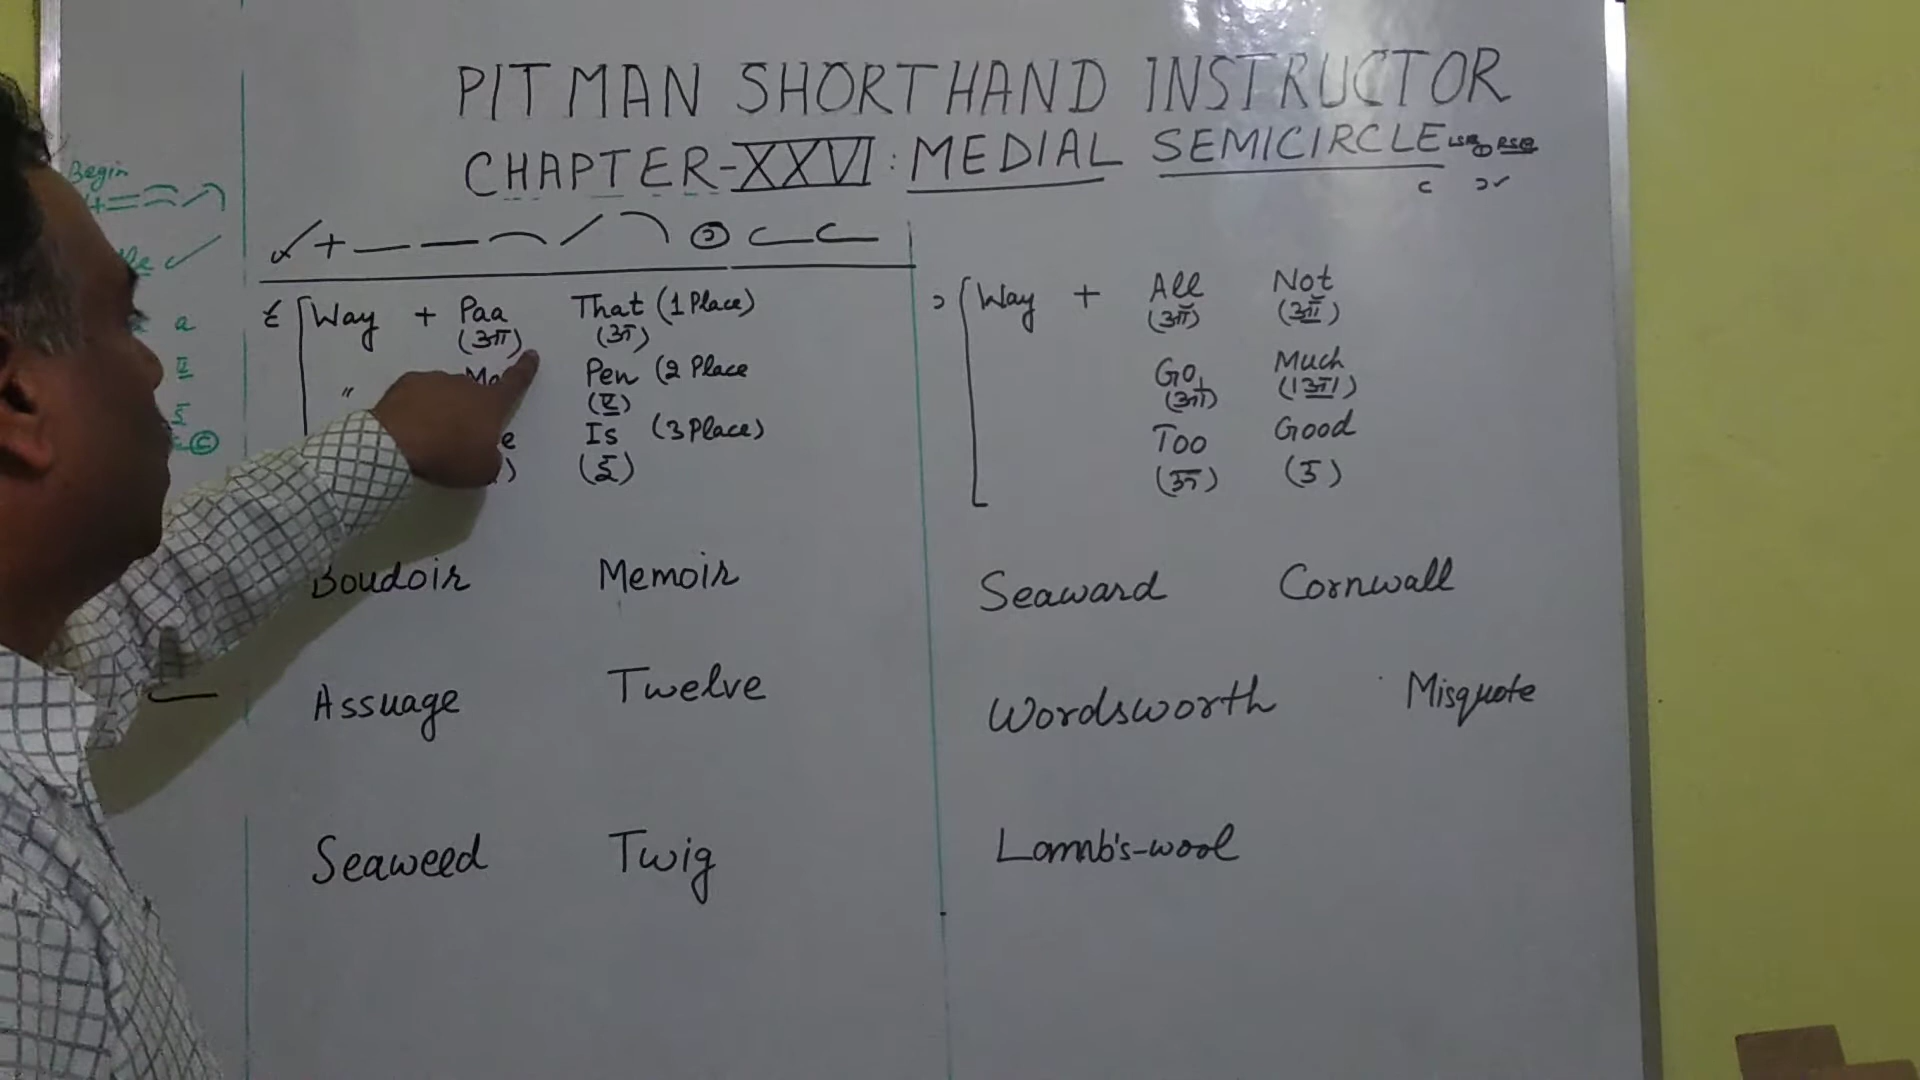 PITMAN SHORTHAND INSTRUCTOR
CHAPTER-XXVI: MEDIAL SEMICIRCLE
Begin
Way + Paa That (1 Place)
(आ) (अ)
" Pen (2 Place
(ऍ)
Is (3 Place)
(इ)
Way + All Not
(ऑ) (ऑ)
Go Much
(ओ) (।अ।)
Too Good
(ऊ) (उ)
Boudoir Memoir
Assuage Twelve
Seaweed Twig
Seaward Cornwall
Wordsworth Misquote
Lamb's-wool